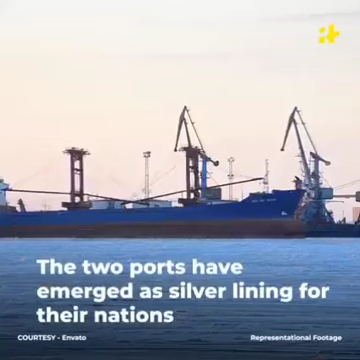 The two ports have
emerged as silver lining for
their nations
COURTESY - Envato
Representational Footage